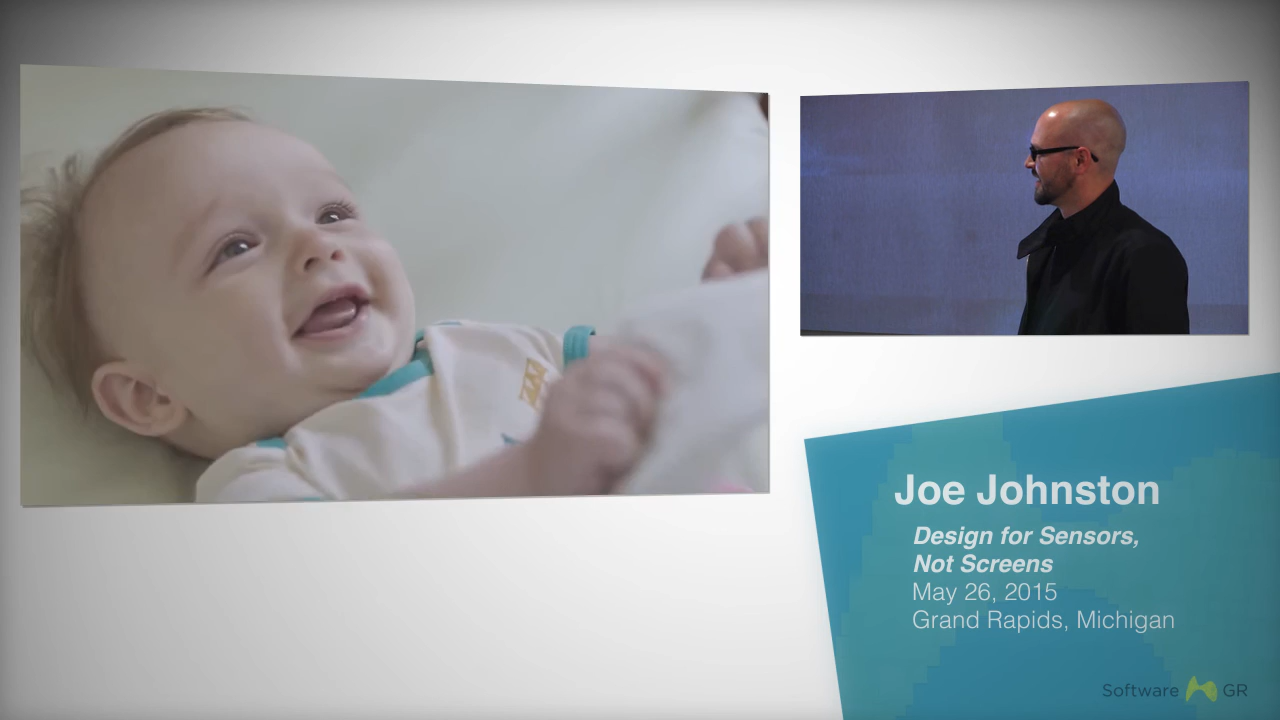 Joe Johnston
Design for Sensors,
Not Screens
May 26, 2015
Grand Rapids, Michigan
Software GR